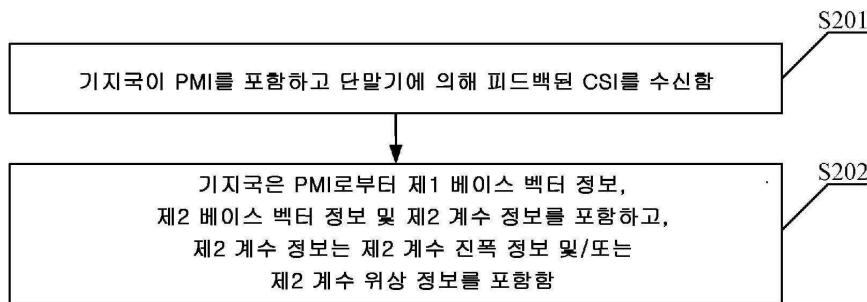 S201
기지국이 PMI를 포함하고 단말기에 의해 피드백된 CSI를 수신함
S202
기지국은 PMI로부터 제1 베이스 벡터 정보,
제2 베이스 벡터 정보 및 제2 계수 정보를 포함하고,
제2 계수 정보는 제2 계수 진폭 정보 및/또는
제2 계수 위상 정보를 포함함